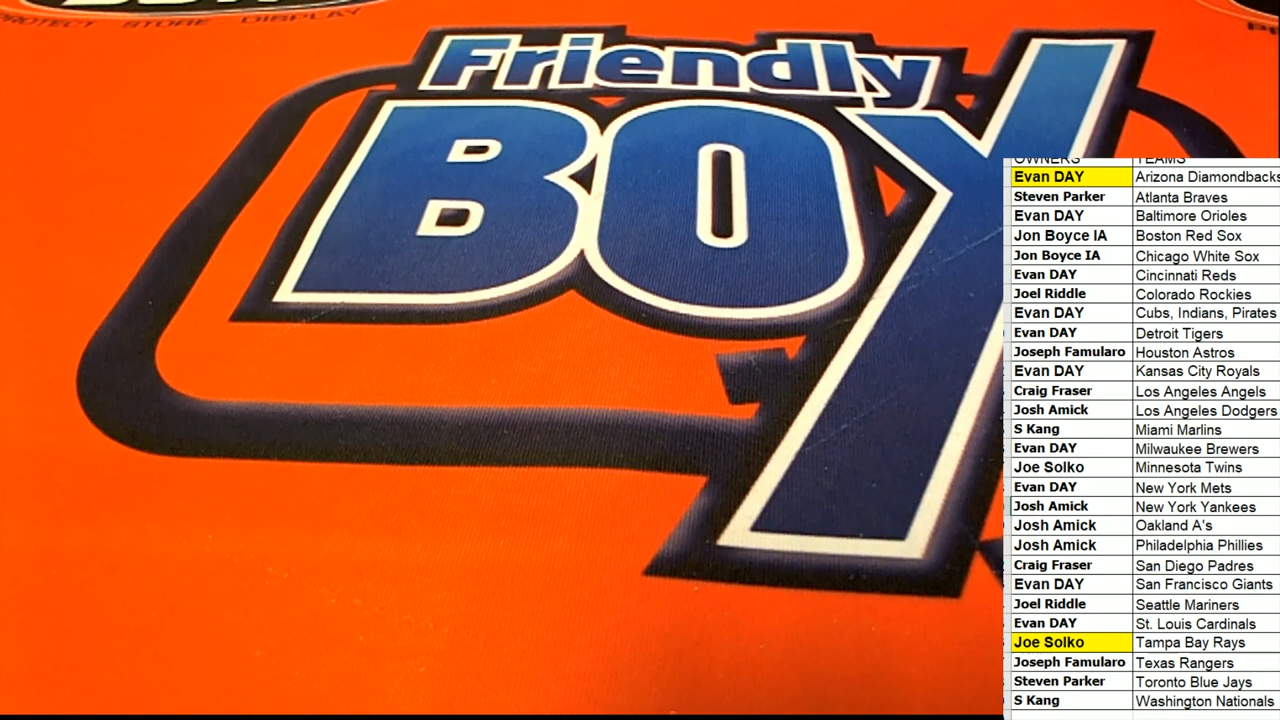 PROTECT STORE DISPLAY
Friendly
BOY
OWNERS TEAMS
Evan DAY Arizona Diamondbacks
Steven Parker Atlanta Braves
Evan DAY Baltimore Orioles
Jon Boyce IA Boston Red Sox
Jon Boyce IA Chicago White Sox
Evan DAY Cincinnati Reds
Joel Riddle Colorado Rockies
Evan DAY Cubs, Indians, Pirates
Evan DAY Detroit Tigers
Joseph Famularo Houston Astros
Evan DAY Kansas City Royals
Craig Fraser Los Angeles Angels
Josh Amick Los Angeles Dodgers
S Kang Miami Marlins
Evan DAY Milwaukee Brewers
Joe Solko Minnesota Twins
Evan DAY New York Mets
Josh Amick New York Yankees
Josh Amick Oakland A's
Josh Amick Philadelphia Phillies
Craig Fraser San Diego Padres
Evan DAY San Francisco Giants
Joel Riddle Seattle Mariners
Evan DAY St. Louis Cardinals
Joe Solko Tampa Bay Rays
Joseph Famularo Texas Rangers
Steven Parker Toronto Blue Jays
S Kang Washington Nationals